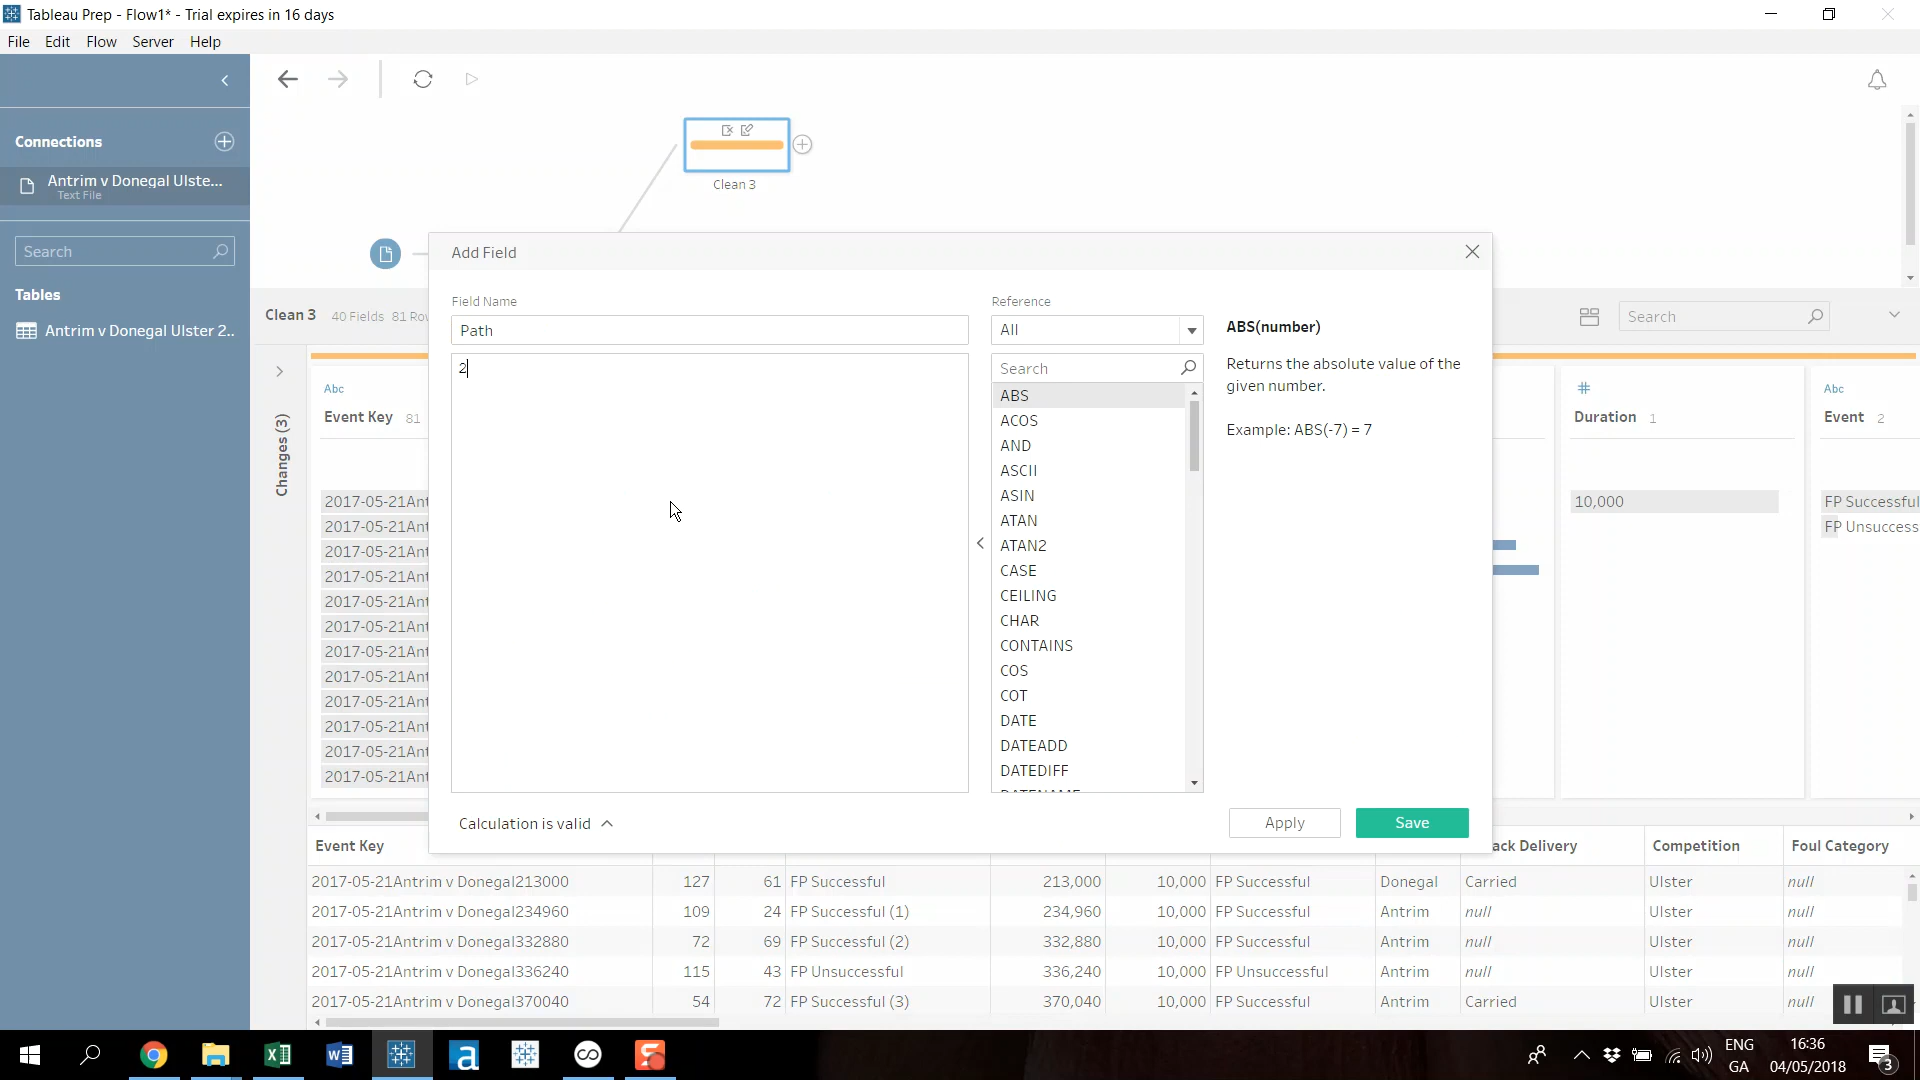 Tableau Prep - Flow1* - Trial expires in 16 days
File Edit Flow Server Help
Connections
Antrim v Donegal Ulste...
Text File
Search
Tables
Antrim v Donegal Ulster 2..
Clean 3
Clean 3 40 Fields 81 Ro
Search
Changes (3)
Abc
Event Key 81
2017-05-21Ant
2017-05-21Ant
2017-05-21Ant
2017-05-21Ant
2017-05-21Ant
2017-05-21Ant
2017-05-21Ant
2017-05-21Ant
2017-05-21Ant
2017-05-21Ant
2017-05-21Ant
2017-05-21Ant
Add Field
Field Name
Path
2
Calculation is valid
Reference
All
Search
ABS
ACOS
AND
ASCII
ASIN
ATAN
ATAN2
CASE
CEILING
CHAR
CONTAINS
COS
COT
DATE
DATEADD
DATEDIFF
DATENAME
ABS(number)
Returns the absolute value of the
given number.
Example: ABS(-7) = 7
Apply Save
#
Duration 1
10,000
Abc
Event 2
FP Successful
FP Unsuccess
Event Key ack Delivery Competition Foul Category
2017-05-21Antrim v Donegal213000 127 61 FP Successful 213,000 10,000 FP Successful Donegal Carried Ulster null
2017-05-21Antrim v Donegal234960 109 24 FP Successful (1) 234,960 10,000 FP Successful Antrim null Ulster null
2017-05-21Antrim v Donegal332880 72 69 FP Successful (2) 332,880 10,000 FP Successful Antrim null Ulster null
2017-05-21Antrim v Donegal336240 115 43 FP Unsuccessful 336,240 10,000 FP Unsuccessful Antrim null Ulster null
2017-05-21Antrim v Donegal370040 54 72 FP Successful (3) 370,040 10,000 FP Successful Antrim Carried Ulster null
ENG
GA
16:36
04/05/2018
3